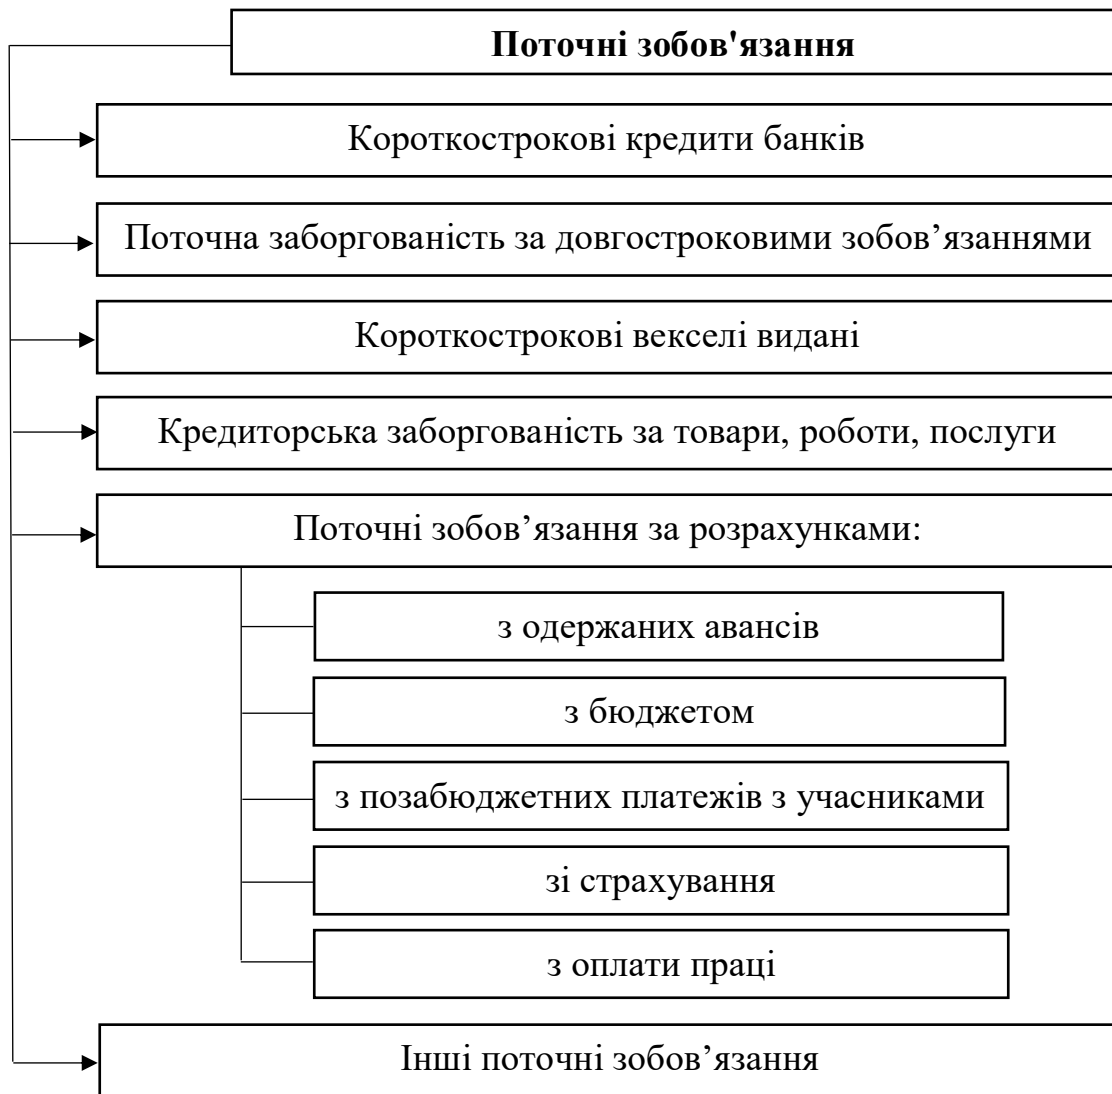 Поточні зобов'язання
Короткострокові кредити банків
Поточна заборгованість за довгостроковими зобов’язаннями
Короткострокові векселі видані
Кредиторська заборгованість за товари, роботи, послуги
Поточні зобов’язання за розрахунками:
з одержаних авансів
з бюджетом
з позабюджетних платежів з учасниками
зі страхування
з оплати праці
Інші поточні зобов’язання